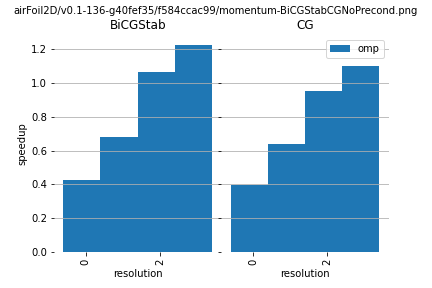 airFoil2D/v0.1-136-g40fef35/f584ccac99/momentum-BiCGStabCGNoPrecond.png
BiCGStab
CG
omp
speedup
1.2
1.0
0.8
0.6
0.4
0.2
0.0
0
2
0
2
resolution
resolution